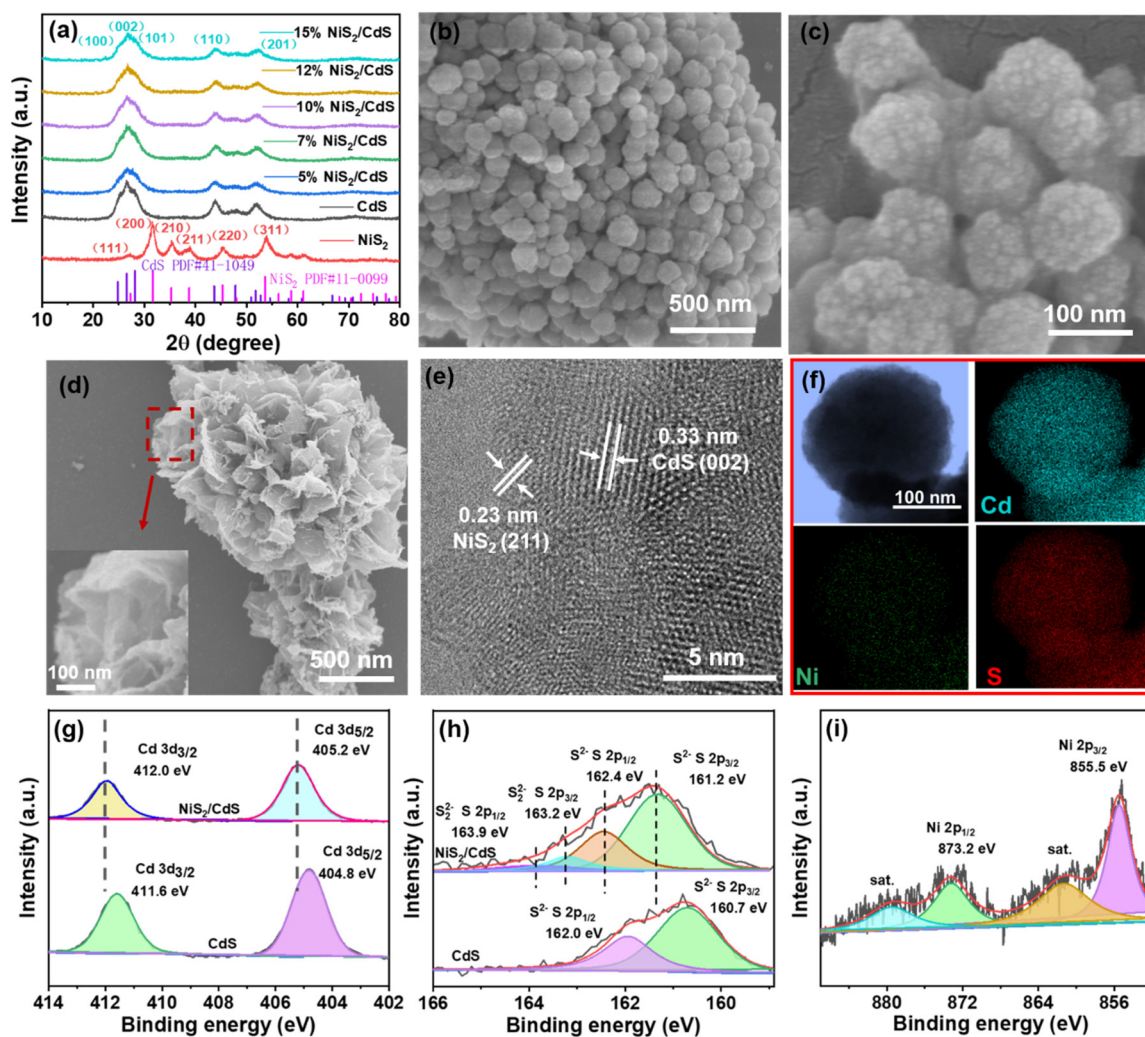 (a)
(002)
(100)
(101)
(110)
(201)
15% NiS₂/CdS
12% NiS₂/CdS
10% NiS₂/CdS
7% NiS₂/CdS
5% NiS₂/CdS
CdS
NiS₂
(111)
(200)
(210)
(211)
(220)
(311)
CdS PDF#41-1049
NiS₂ PDF#11-0099
10 20 30 40 50 60 70 80
2θ (degree)
Intensity (a.u.)
(b)
500 nm
(c)
100 nm
(d)
100 nm
500 nm
(e)
0.33 nm
CdS (002)
0.23 nm
NiS₂ (211)
5 nm
(f)
100 nm
Cd
Ni
S
(g)
Cd 3d₃/₂
412.0 eV
Cd 3d₅/₂
405.2 eV
NiS₂/CdS
Cd 3d₃/₂
411.6 eV
Cd 3d₅/₂
404.8 eV
CdS
414 412 410 408 406 404 402
Binding energy (eV)
Intensity (a.u.)
(h)
S²⁻ S 2p₁/₂
162.4 eV
S²⁻ S 2p₃/₂
161.2 eV
S₂²⁻ S 2p₃/₂
163.2 eV
S₂²⁻ S 2p₁/₂
163.9 eV
NiS₂/CdS
S²⁻ S 2p₃/₂
160.7 eV
S²⁻ S 2p₁/₂
162.0 eV
CdS
166 164 162 160
Binding energy (eV)
Intensity (a.u.)
(i)
Ni 2p₃/₂
855.5 eV
Ni 2p₁/₂
873.2 eV
sat.
sat.
880 872 864 856
Binding energy (eV)
Intensity (a.u.)